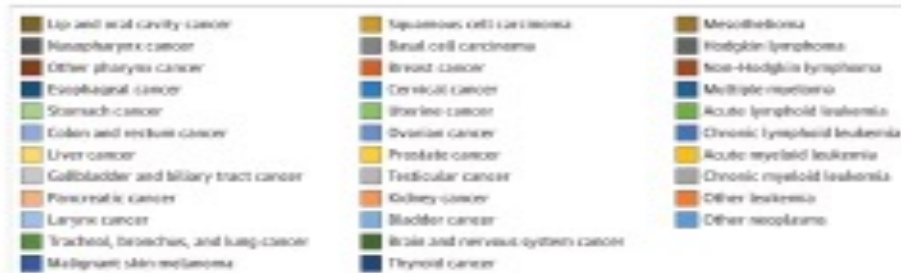 Lip and oral cavity cancer
Nasopharynx cancer
Other pharynx cancer
Esophageal cancer
Stomach cancer
Colon and rectum cancer
Liver cancer
Gallbladder and biliary tract cancer
Pancreatic cancer
Larynx cancer
Tracheal, bronchus, and lung cancer
Malignant skin melanoma
Squamous cell carcinoma
Basal cell carcinoma
Breast cancer
Cervical cancer
Uterine cancer
Ovarian cancer
Prostate cancer
Testicular cancer
Kidney cancer
Bladder cancer
Brain and nervous system cancer
Thyroid cancer
Mesothelioma
Hodgkin lymphoma
Non-Hodgkin lymphoma
Multiple myeloma
Acute lymphoid leukemia
Chronic lymphoid leukemia
Acute myeloid leukemia
Chronic myeloid leukemia
Other leukemia
Other neoplasms